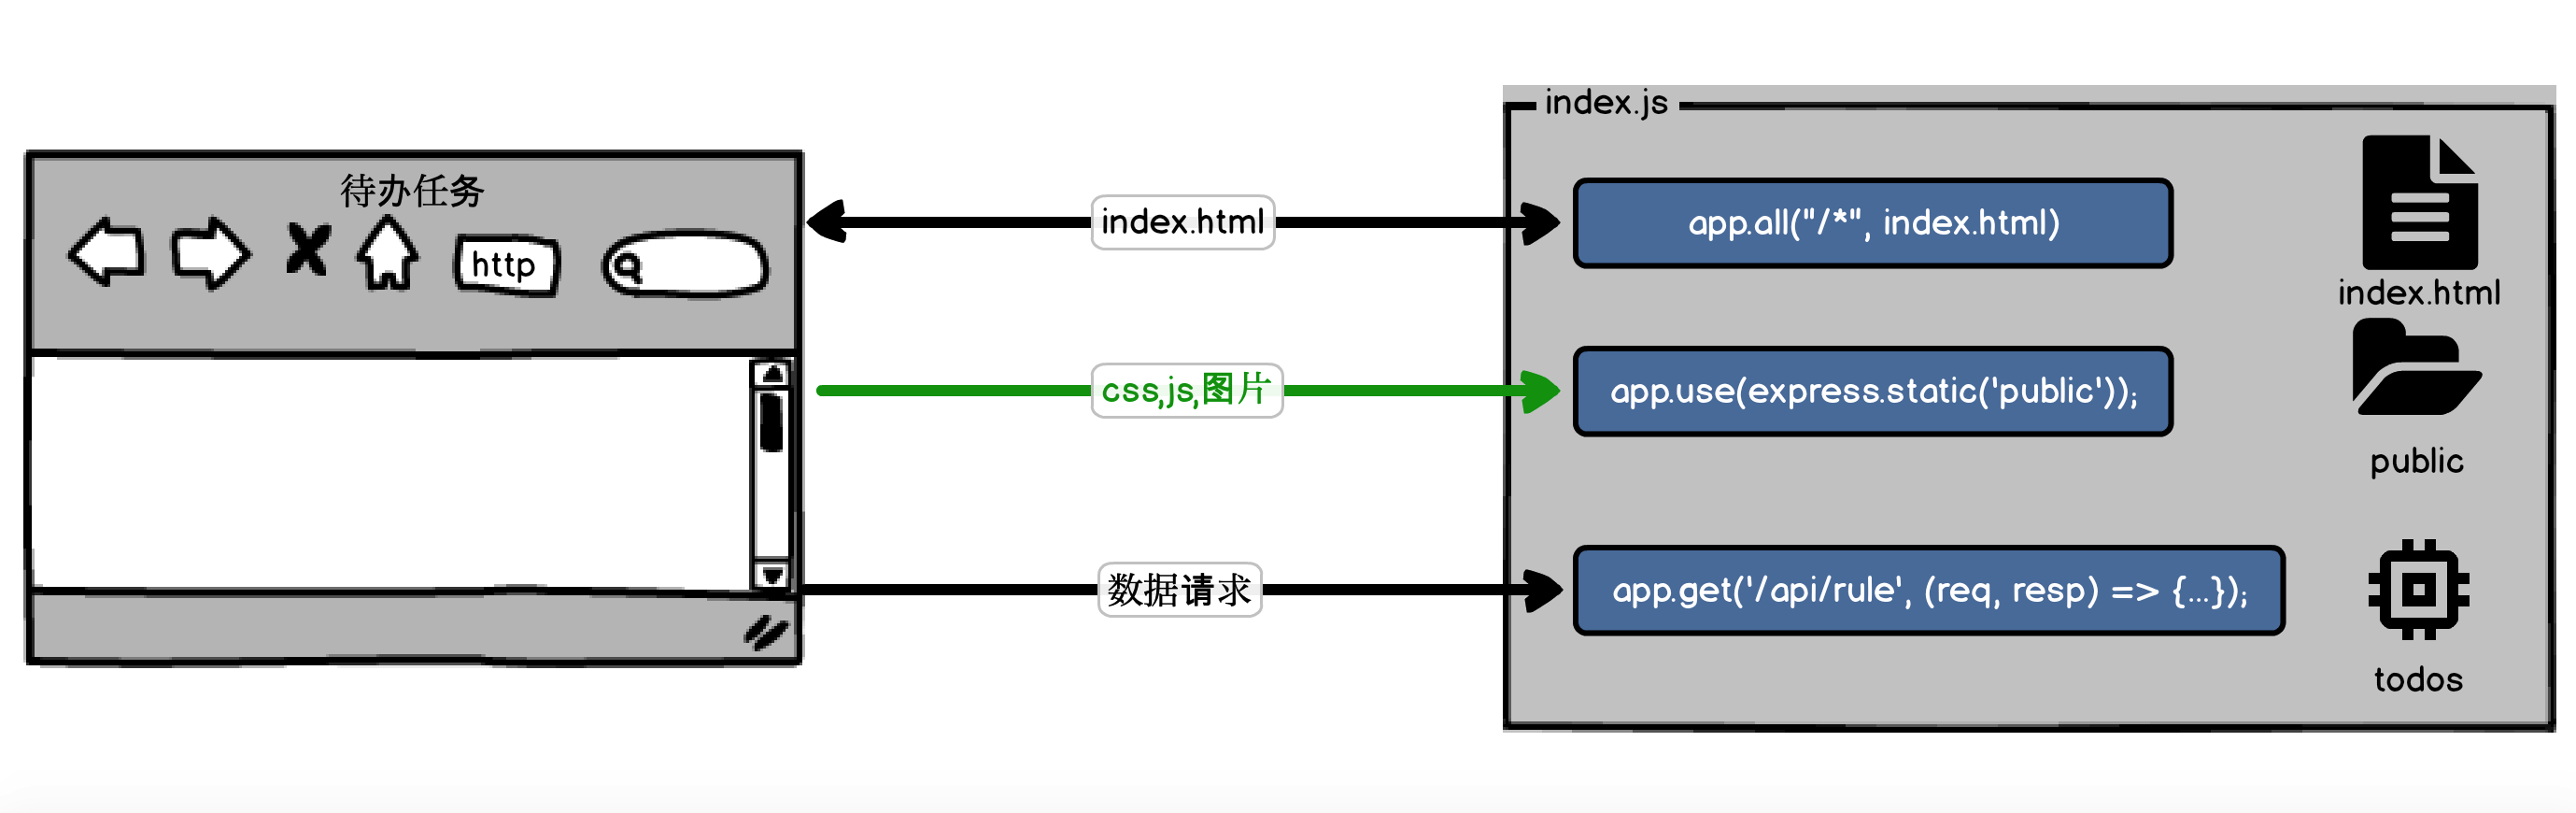 待办任务
http
index.html
css,js,图片
数据请求
index.js
app.all("/*", index.html)
index.html
app.use(express.static('public'));
public
app.get('/api/rule', (req, resp) => {...});
todos